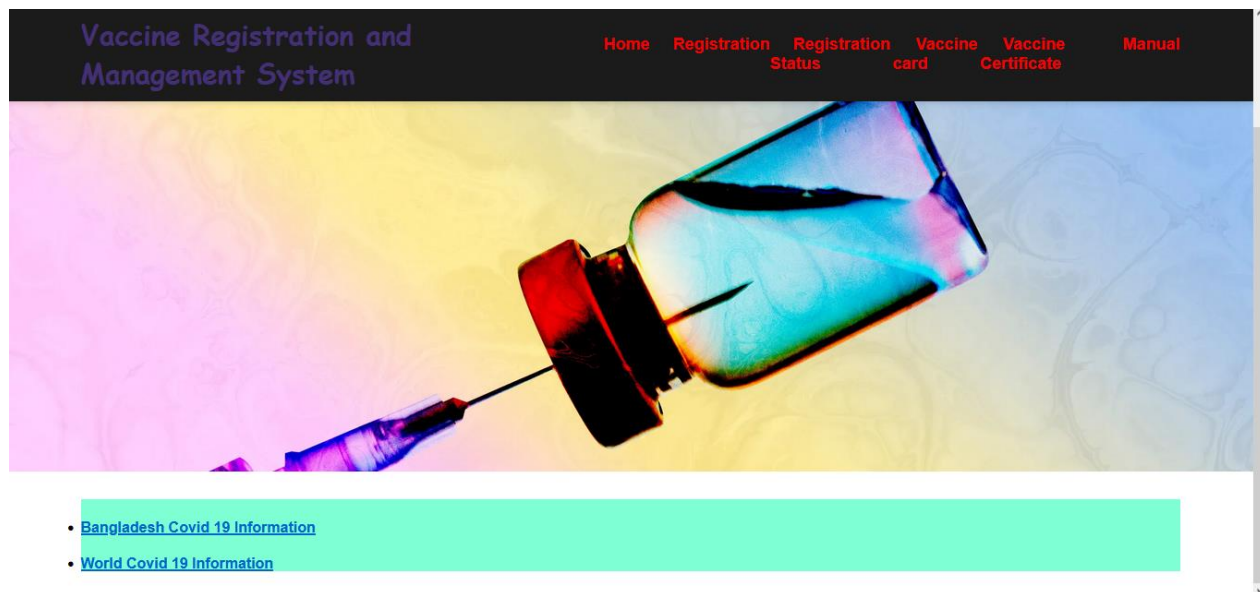 Vaccine Registration and
Management System
Home Registration Registration Vaccine Vaccine Manual
Status card Certificate
Bangladesh Covid 19 Information
World Covid 19 Information